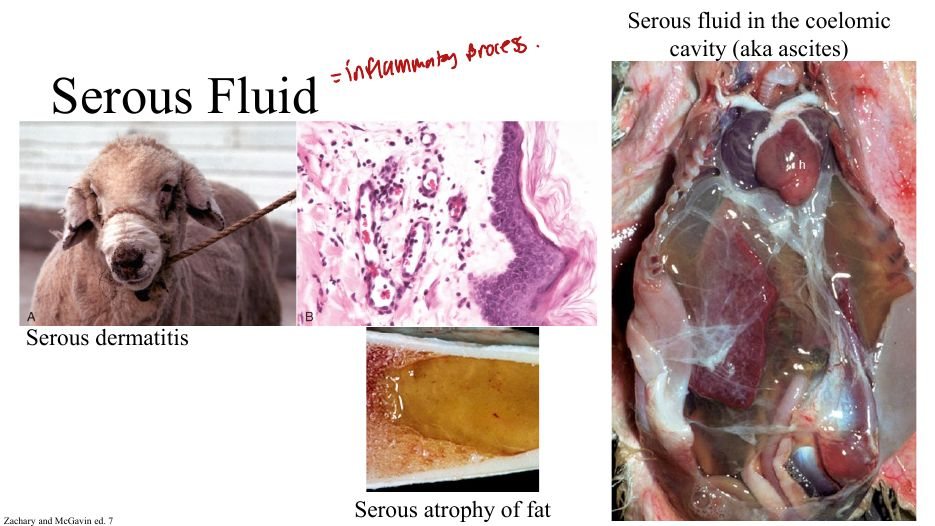 Serous fluid in the coelomic
cavity (aka ascites)
= inflammatory process.
Serous Fluid
h
A
B
Serous dermatitis
Serous atrophy of fat
Zachary and McGavin ed. 7